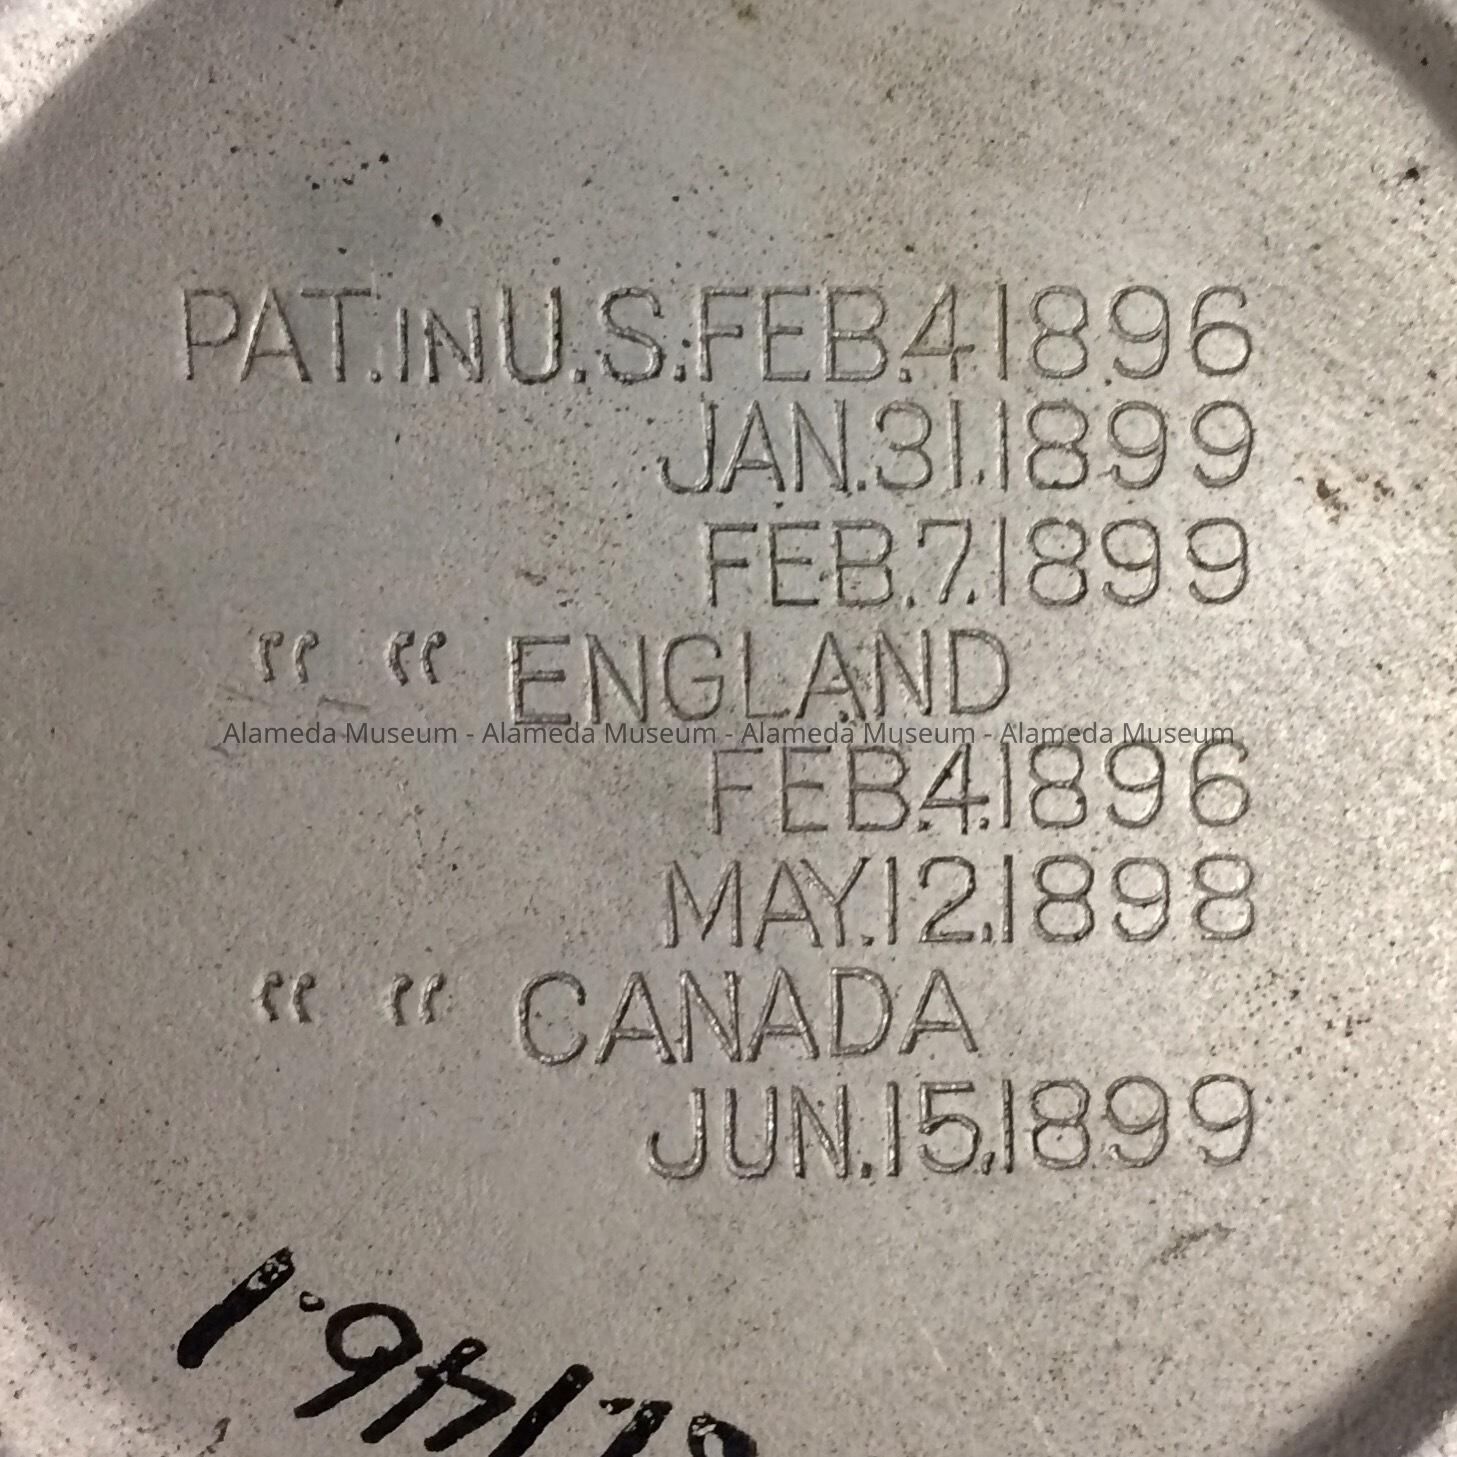 PAT.INU.S.FEB.4.1896
JAN.31.1899
FEB.7.1899
“ “ ENGLAND
Alameda Museum - Alameda Museum - Alameda Museum - Alameda Museum
FEB.4.1896
MAY.12.1898
“ “ CANADA
JUN.15.1899